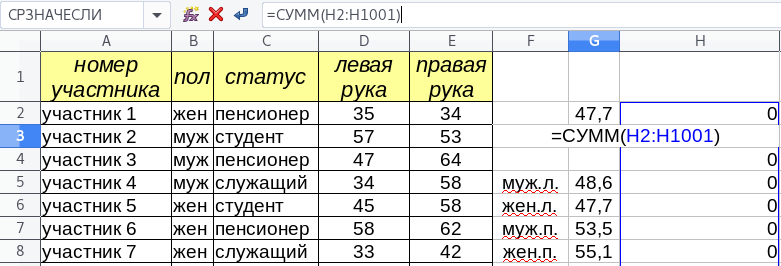 СРЗНАЧЕСЛИ =СУММ(H2:H1001)
A B C D E F G H
1 номер участника пол статус левая рука правая рука
2 участник 1 жен пенсионер 35 34 47,7 0
3 участник 2 муж студент 57 53 =СУММ(H2:H1001)
4 участник 3 муж пенсионер 47 64 0
5 участник 4 муж служащий 34 58 муж.л. 48,6 0
6 участник 5 жен студент 45 58 жен.л. 47,7 0
7 участник 6 жен пенсионер 58 62 муж.п. 53,5 0
8 участник 7 жен служащий 33 42 жен.п. 55,1 0